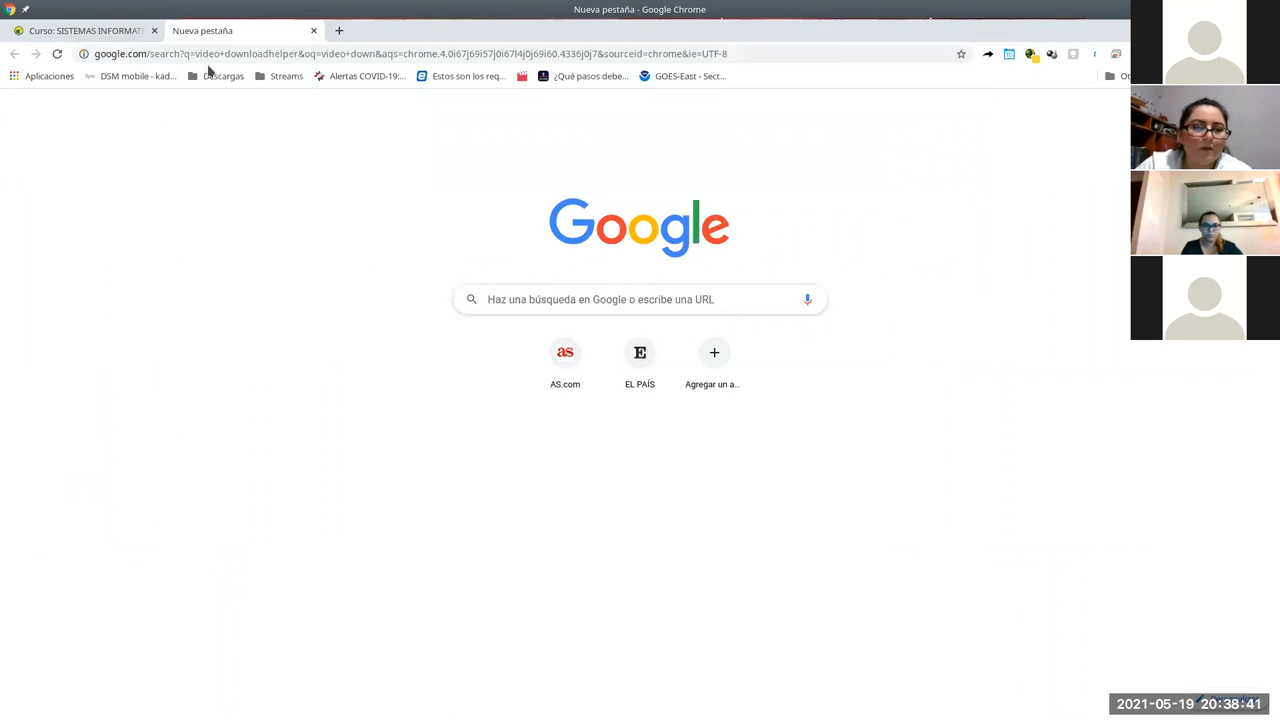 Nueva pestaña - Google Chrome
Curso: SISTEMAS INFORMATI
Nueva pestaña
google.com/search?q=video+downloadhelper&oq=video+down&aqs=chrome.4.0i67j69i57j0i67l4j0j69i60.4336j0j7&sourceid=chrome&ie=UTF-8
Aplicaciones DSM mobile - kad... Descargas Streams Alertas COVID-19:... Estos son los req... ¿Qué pasos debe... GOES-East - Sect... Ot
Google
Haz una búsqueda en Google o escribe una URL
as E
AS.com EL PAÍS Agregar un a...
2021-05-19 20:38:41